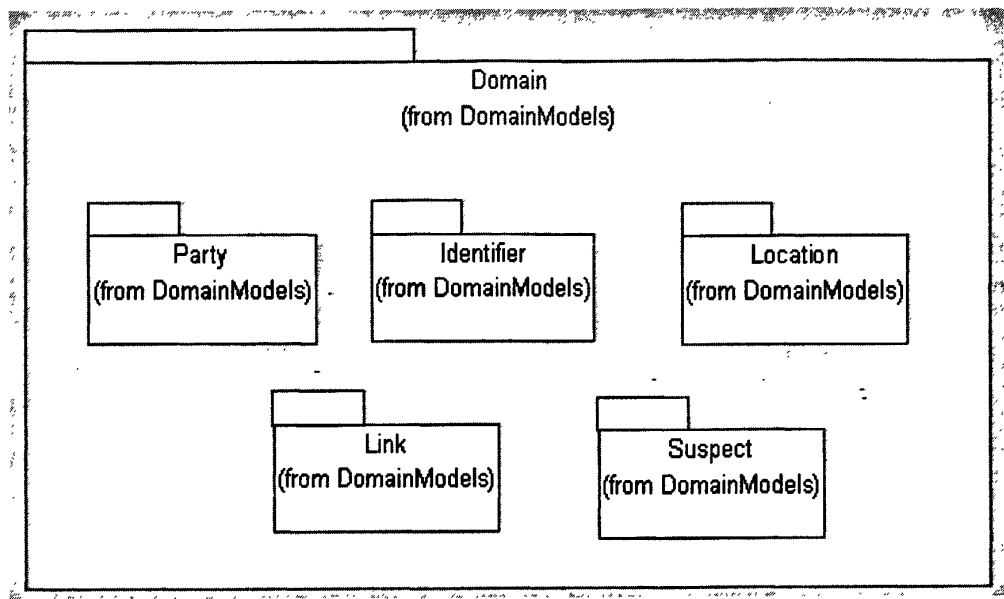 Domain
(from DomainModels)
Party
(from DomainModels)
Identifier
(from DomainModels)
Location
(from DomainModels)
Link
(from DomainModels)
Suspect
(from DomainModels)